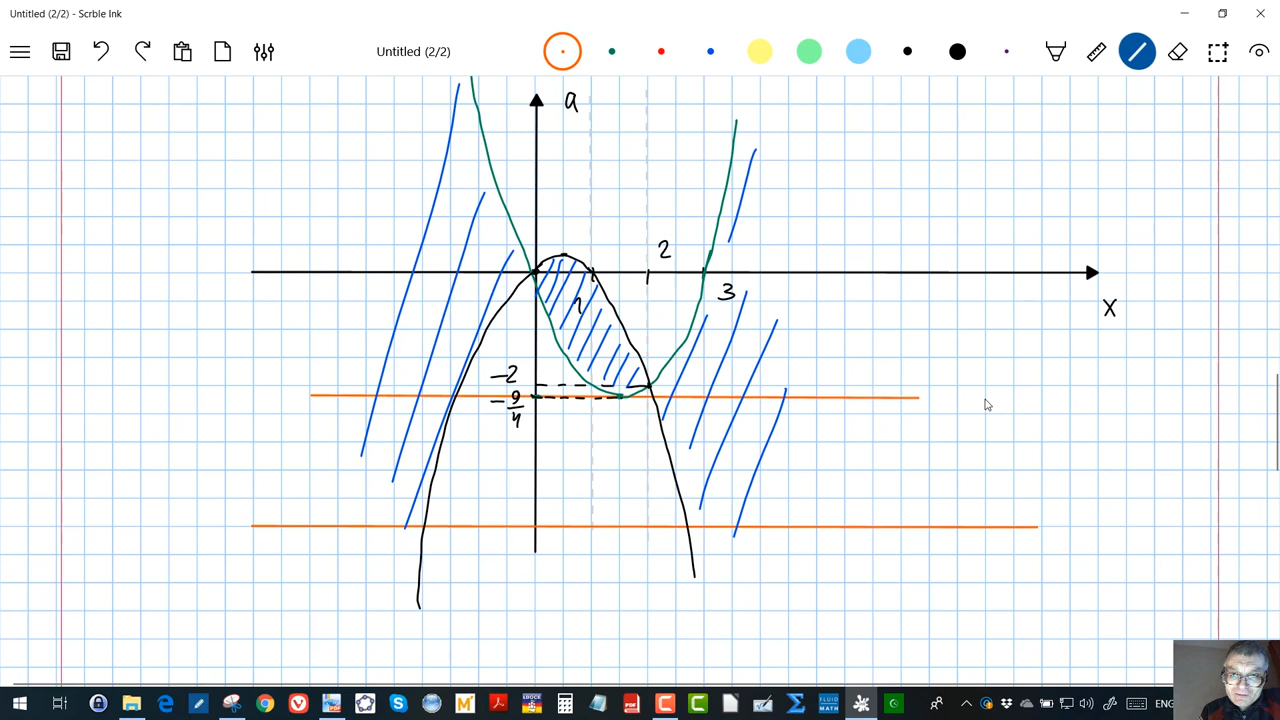 Untitled (2/2) - Scrble Ink
Untitled (2/2)
a
2
3
1
x
-2
-9/4
ENG